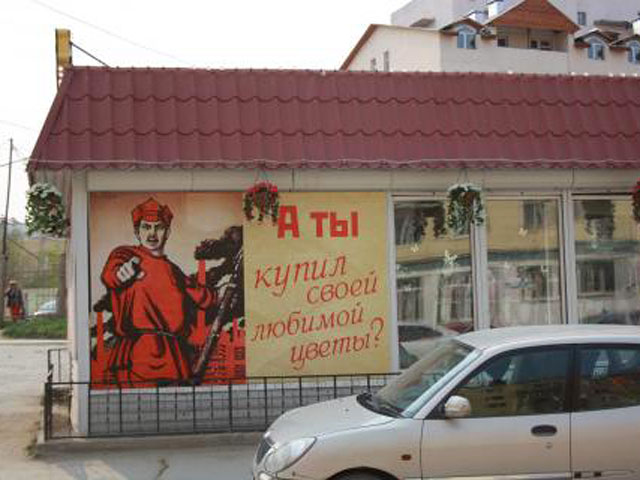 А ТЫ
купил
своей
любимой
цветы?